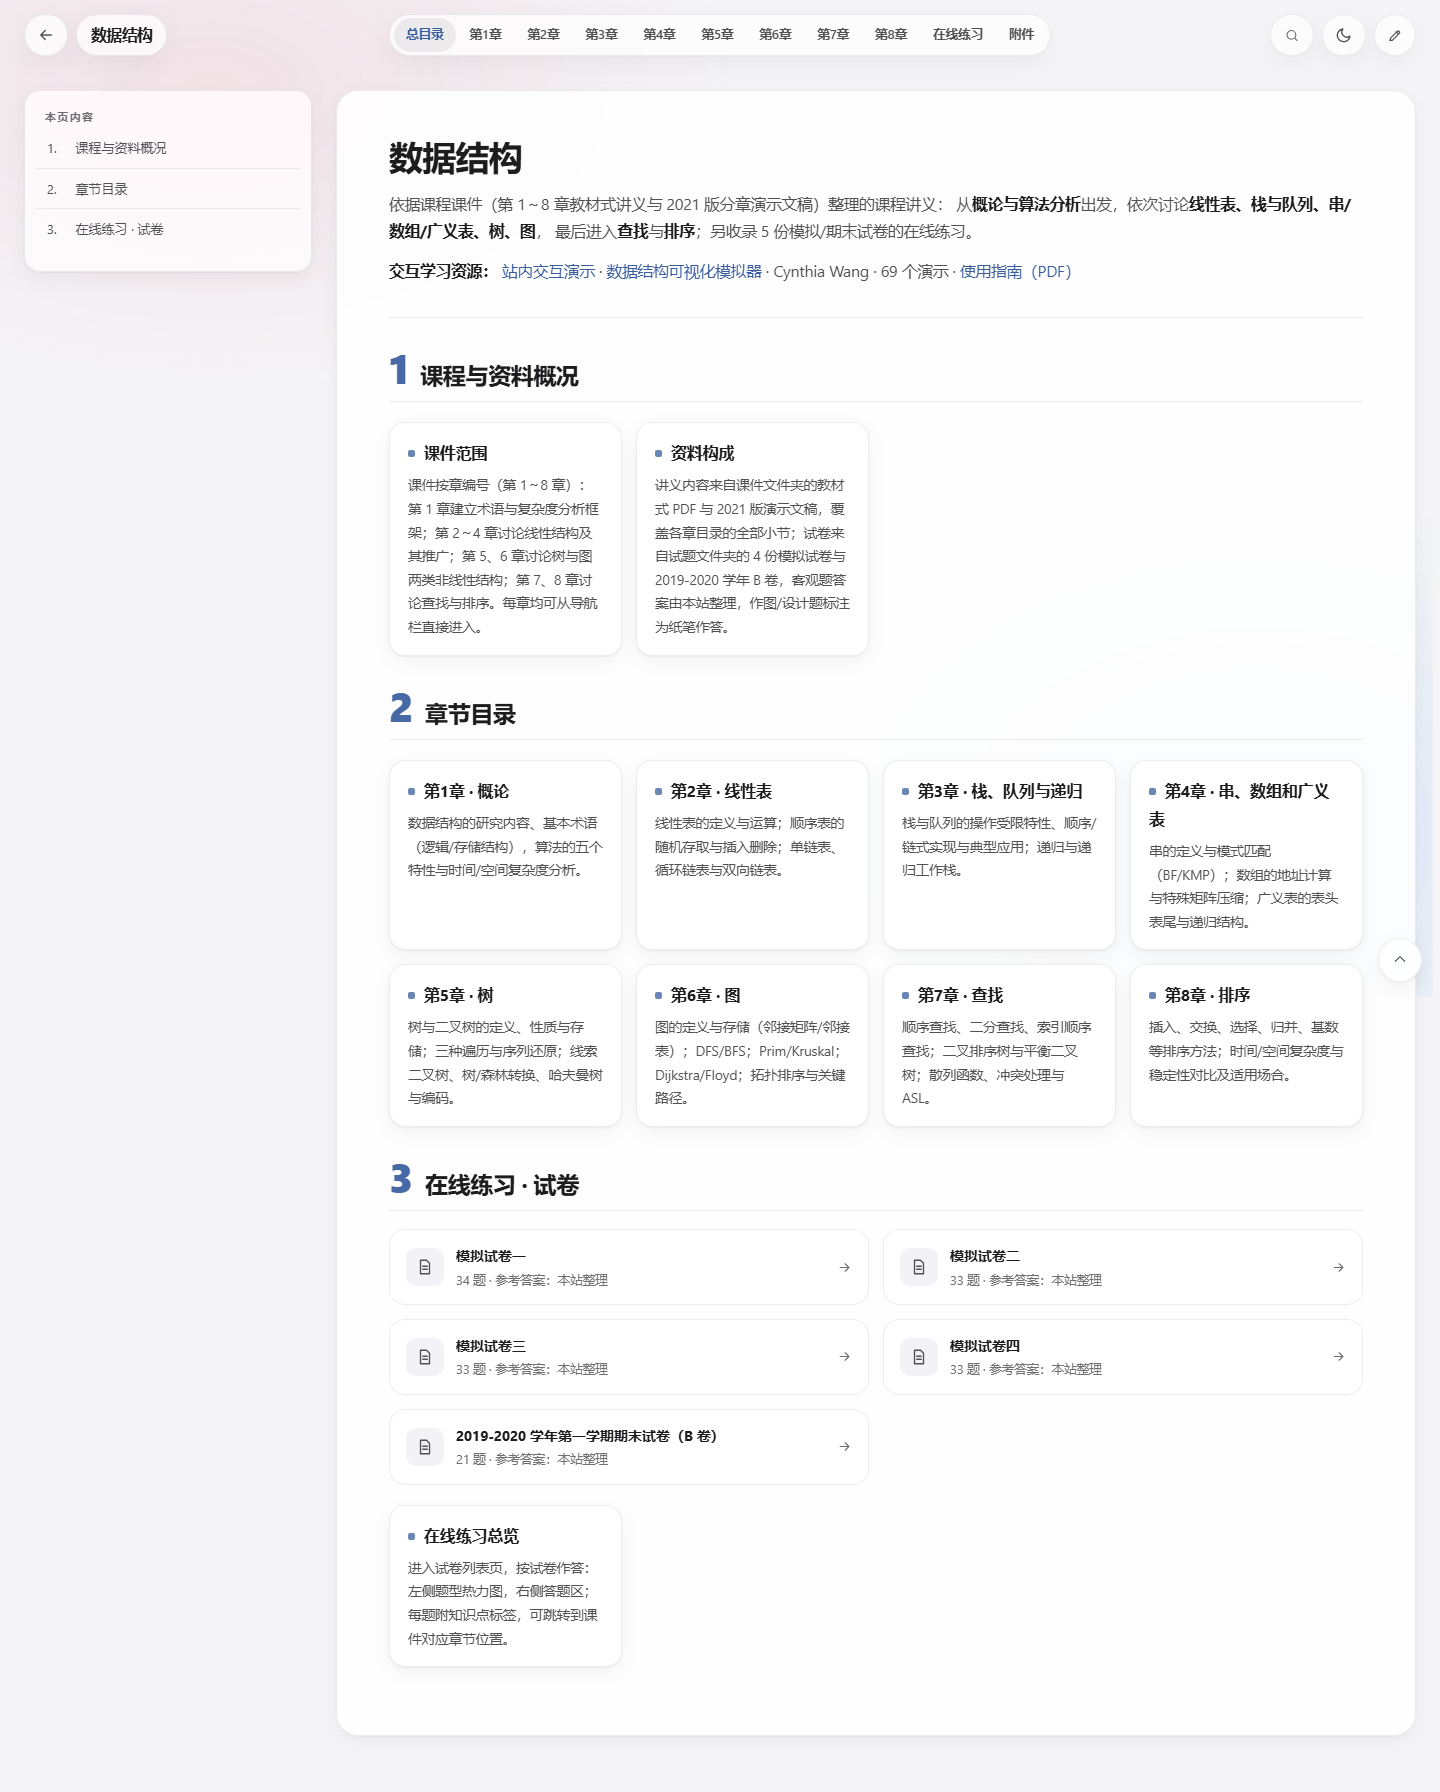 数据结构
总目录 第1章 第2章 第3章 第4章 第5章 第6章 第7章 第8章 在线练习 附件
本页内容
1. 课程与资料概况
2. 章节目录
3. 在线练习 · 试卷
数据结构
依据课程课件（第 1～8 章教材式讲义与 2021 版分章演示文稿）整理的课程讲义： 从概论与算法分析出发，依次讨论线性表、栈与队列、串/
数组/广义表、树、图， 最后进入查找与排序；另收录 5 份模拟/期末试卷的在线练习。
交互学习资源： 站内交互演示 · 数据结构可视化模拟器 · Cynthia Wang · 69 个演示 · 使用指南（PDF）
1 课程与资料概况
课件范围
课件按章编号（第 1～8 章）：
第 1 章建立术语与复杂度分析框
架；第 2～4 章讨论线性结构及
其推广；第 5、6 章讨论树与图
两类非线性结构；第 7、8 章讨
论查找与排序。每章均可从导航
栏直接进入。
资料构成
讲义内容来自课件文件夹的教材
式 PDF 与 2021 版演示文稿，覆
盖各章目录的全部小节；试卷来
自试题文件夹的 4 份模拟试卷与
2019-2020 学年 B 卷，客观题答
案由本站整理，作图/设计题标注
为纸笔作答。
2 章节目录
第1章 · 概论
数据结构的研究内容、基本术语
（逻辑/存储结构），算法的五个
特性与时间/空间复杂度分析。
第2章 · 线性表
线性表的定义与运算；顺序表的
随机存取与插入删除；单链表、
循环链表与双向链表。
第3章 · 栈、队列与递归
栈与队列的操作受限特性、顺序/
链式实现与典型应用；递归与递
归工作栈。
第4章 · 串、数组和广义
表
串的定义与模式匹配
（BF/KMP）；数组的地址计算
与特殊矩阵压缩；广义表的表头
表尾与递归结构。
第5章 · 树
树与二叉树的定义、性质与存
储；三种遍历与序列还原；线索
二叉树、树/森林转换、哈夫曼树
与编码。
第6章 · 图
图的定义与存储（邻接矩阵/邻接
表）；DFS/BFS；Prim/Kruskal；
Dijkstra/Floyd；拓扑排序与关键
路径。
第7章 · 查找
顺序查找、二分查找、索引顺序
查找；二叉排序树与平衡二叉
树；散列函数、冲突处理与
ASL。
第8章 · 排序
插入、交换、选择、归并、基数
等排序方法；时间/空间复杂度与
稳定性对比及适用场合。
3 在线练习 · 试卷
模拟试卷一
34 题 · 参考答案：本站整理
模拟试卷二
33 题 · 参考答案：本站整理
模拟试卷三
33 题 · 参考答案：本站整理
模拟试卷四
33 题 · 参考答案：本站整理
2019-2020 学年第一学期期末试卷（B 卷）
21 题 · 参考答案：本站整理
在线练习总览
进入试卷列表页，按试卷作答：
左侧题型热力图，右侧答题区；
每题附知识点标签，可跳转到课
件对应章节位置。